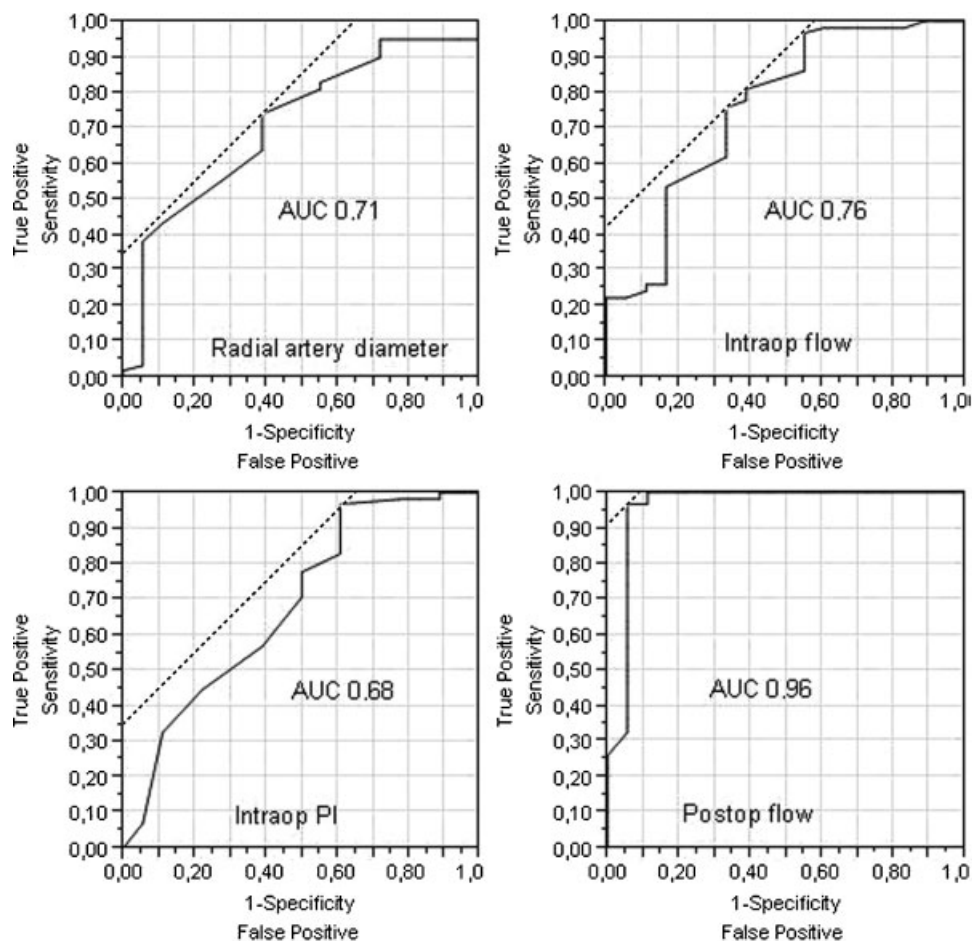 1,00
0,90
0,80
0,70
0,60
0,50
0,40
0,30
0,20
0,10
0,00
True Positive
Sensitivity
AUC 0.71
Radial artery diameter
0,00 0,20 0,40 0,60 0,80 1,0
1-Specificity
False Positive
1,00
0,90
0,80
0,70
0,60
0,50
0,40
0,30
0,20
0,10
0,00
True Positive
Sensitivity
AUC 0.76
Intraop flow
0,00 0,20 0,40 0,60 0,80 1,0
1-Specificity
False Positive
1,00
0,90
0,80
0,70
0,60
0,50
0,40
0,30
0,20
0,10
0,00
True Positive
Sensitivity
AUC 0.68
Intraop PI
0,00 0,20 0,40 0,60 0,80 1,0
1-Specificity
False Positive
1,00
0,90
0,80
0,70
0,60
0,50
0,40
0,30
0,20
0,10
0,00
True Positive
Sensitivity
AUC 0.96
Postop flow
0,00 0,20 0,40 0,60 0,80 1,0
1-Specificity
False Positive